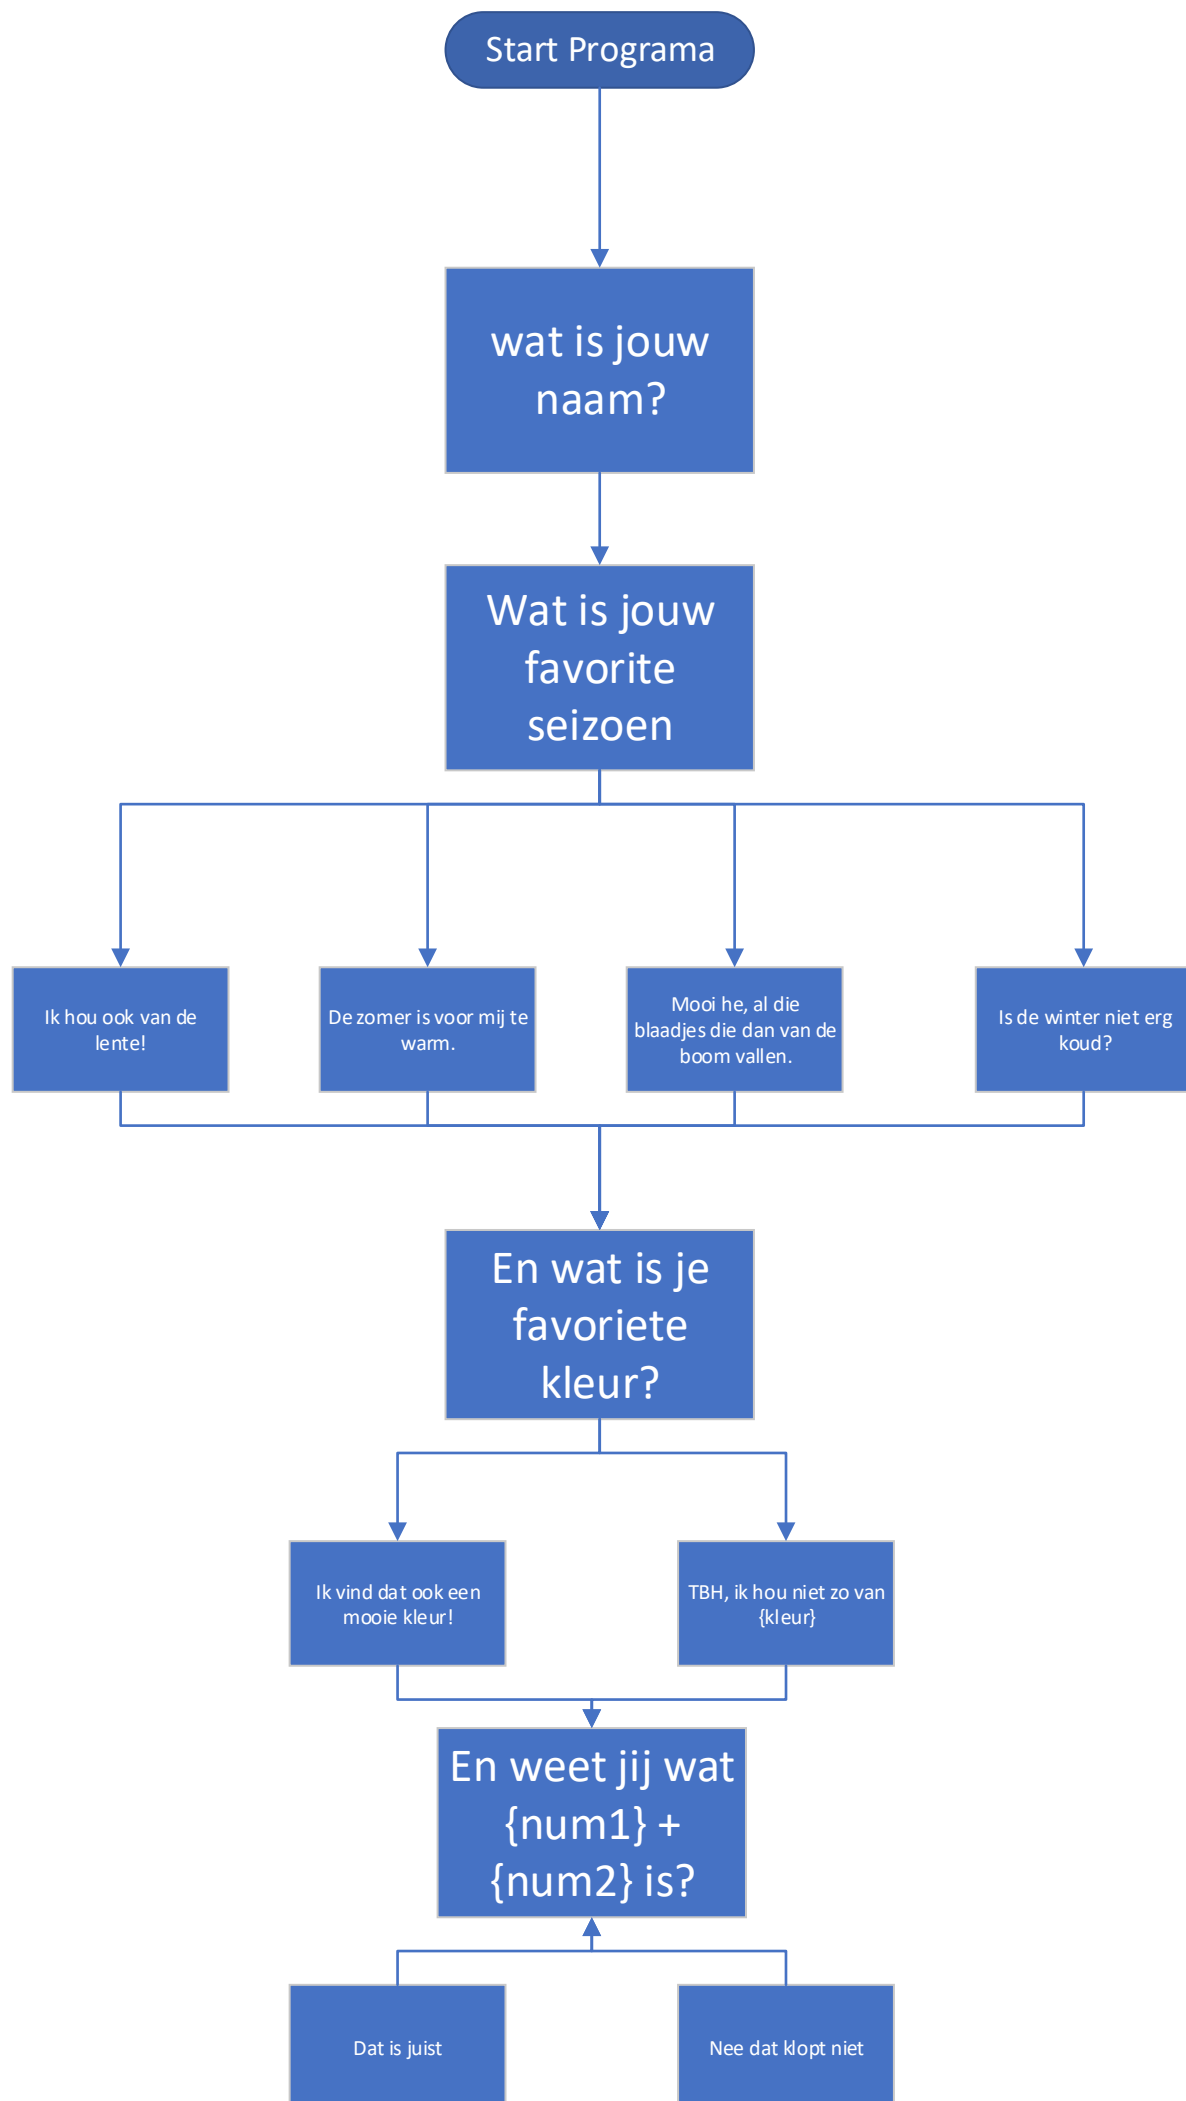 Start Programa
wat is jouw
naam?
Wat is jouw
favorite
seizoen
Ik hou ook van de
lente!
De zomer is voor mij te
warm.
Mooi he, al die
blaadjes die dan van de
boom vallen.
Is de winter niet erg
koud?
En wat is je
favoriete
kleur?
Ik vind dat ook een
mooie kleur!
TBH, ik hou niet zo van
{kleur}
En weet jij wat
{num1} +
{num2} is?
Dat is juist
Nee dat klopt niet